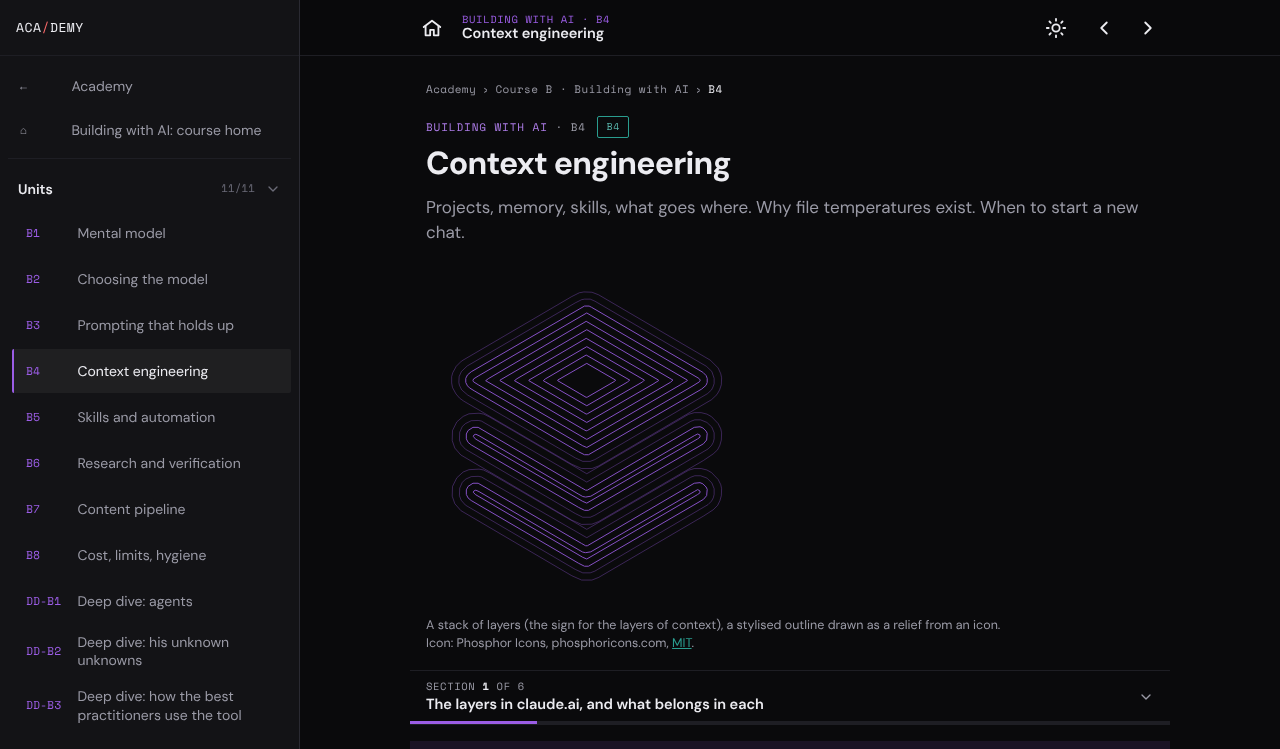 ACA/DEMY
← Academy
⌂ Building with AI: course home
Units 11/11
B1 Mental model
B2 Choosing the model
B3 Prompting that holds up
B4 Context engineering
B5 Skills and automation
B6 Research and verification
B7 Content pipeline
B8 Cost, limits, hygiene
DD-B1 Deep dive: agents
DD-B2 Deep dive: his unknown
unknowns
DD-B3 Deep dive: how the best
practitioners use the tool
BUILDING WITH AI · B4
Context engineering
Academy › Course B · Building with AI › B4
BUILDING WITH AI · B4 B4
Context engineering
Projects, memory, skills, what goes where. Why file temperatures exist. When to start a new
chat.
A stack of layers (the sign for the layers of context), a stylised outline drawn as a relief from an icon.
Icon: Phosphor Icons, phosphoricons.com, MIT.
SECTION 1 OF 6
The layers in claude.ai, and what belongs in each